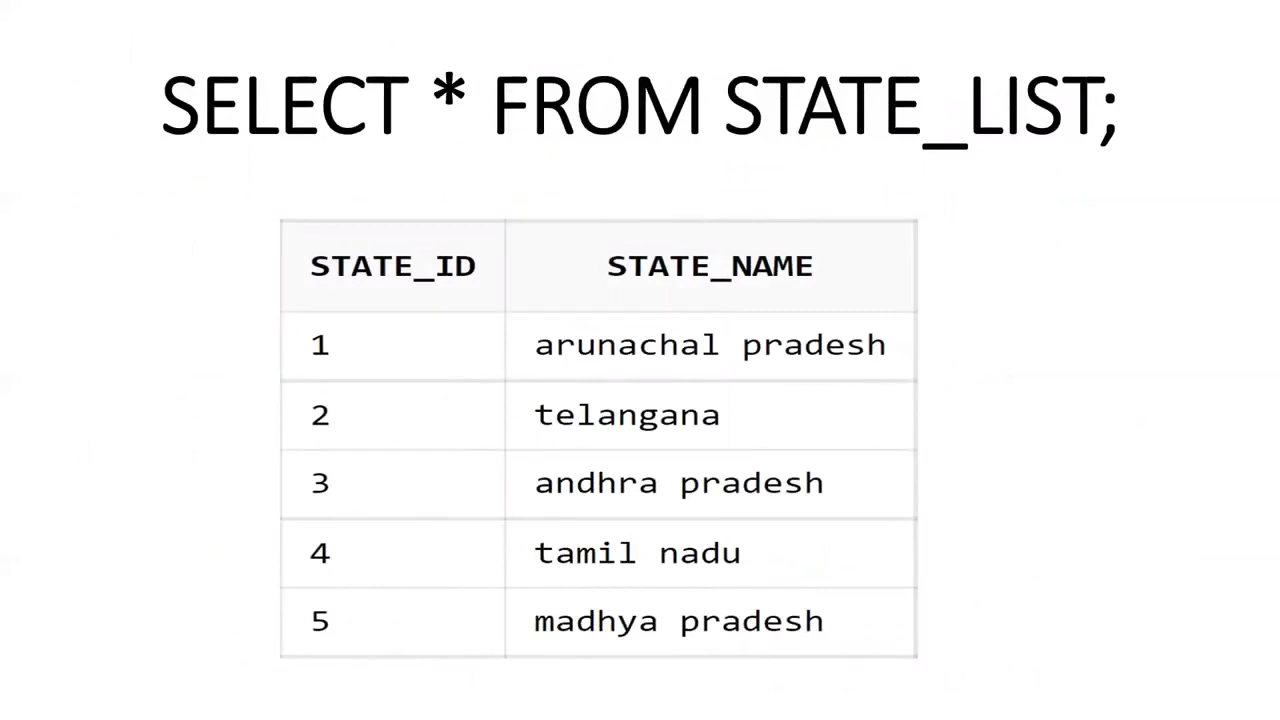 SELECT * FROM STATE_LIST;
STATE_ID STATE_NAME
1 arunachal pradesh
2 telangana
3 andhra pradesh
4 tamil nadu
5 madhya pradesh